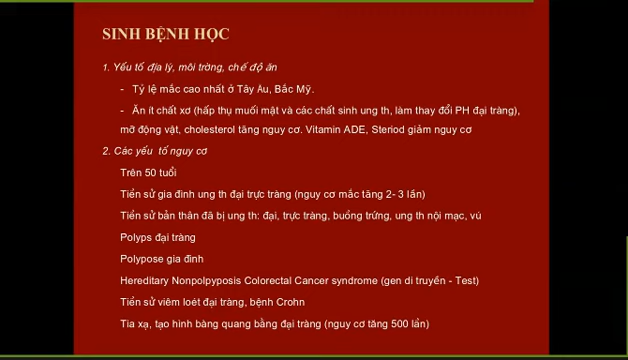 SINH BỆNH HỌC
1. Yếu tố địa lý, môi trờng, chế độ ăn
- Tỷ lệ mắc cao nhất ở Tây Au, Bắc Mỹ.
- Ăn ít chất xơ (hấp thụ muối mật và các chất sinh ung th, làm thay đổi PH đại tràng),
mỡ động vật, cholesterol tăng nguy cơ. Vitamin ADE, Steriod giảm nguy cơ
2. Các yếu tố nguy cơ
Trên 50 tuổi
Tiền sử gia đình ung th đại trực tràng (nguy cơ mắc tăng 2- 3 lần)
Tiền sử bản thân đã bị ung th: đại, trực tràng, buồng trứng, ung th nội mạc, vú
Polyps đại tràng
Polypose gia đình
Hereditary Nonpolpyposis Colorectal Cancer syndrome (gen di truyền - Test)
Tiền sử viêm loét đại tràng, bệnh Crohn
Tia xạ, tạo hình bàng quang bằng đại tràng (nguy cơ tăng 500 lần)